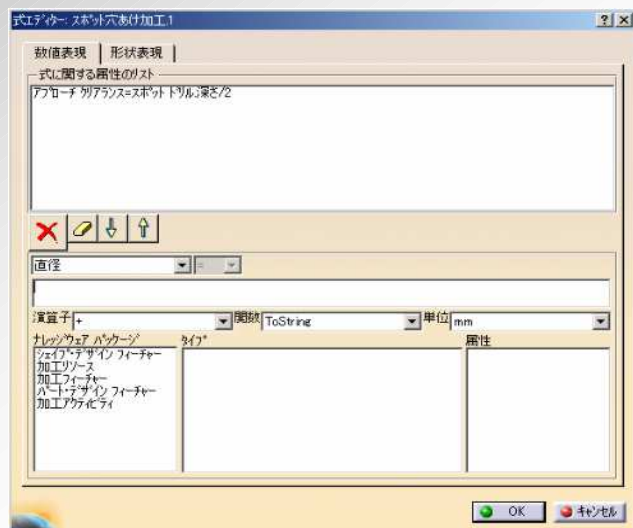 式エディター: スポット穴あけ加工.1
数値表現 形状表現
式に関する属性のリスト
アプローチ クリアランス=スポット ドリル:深さ/2
直径 =
演算子 + 関数 ToString 単位 mm
ナレッジウェア パッケージ タイプ 属性
シェイプ・デザイン フィーチャー
加工リソース
加工フィーチャー
パート・デザイン フィーチャー
加工アクティビティ
OK キャンセル